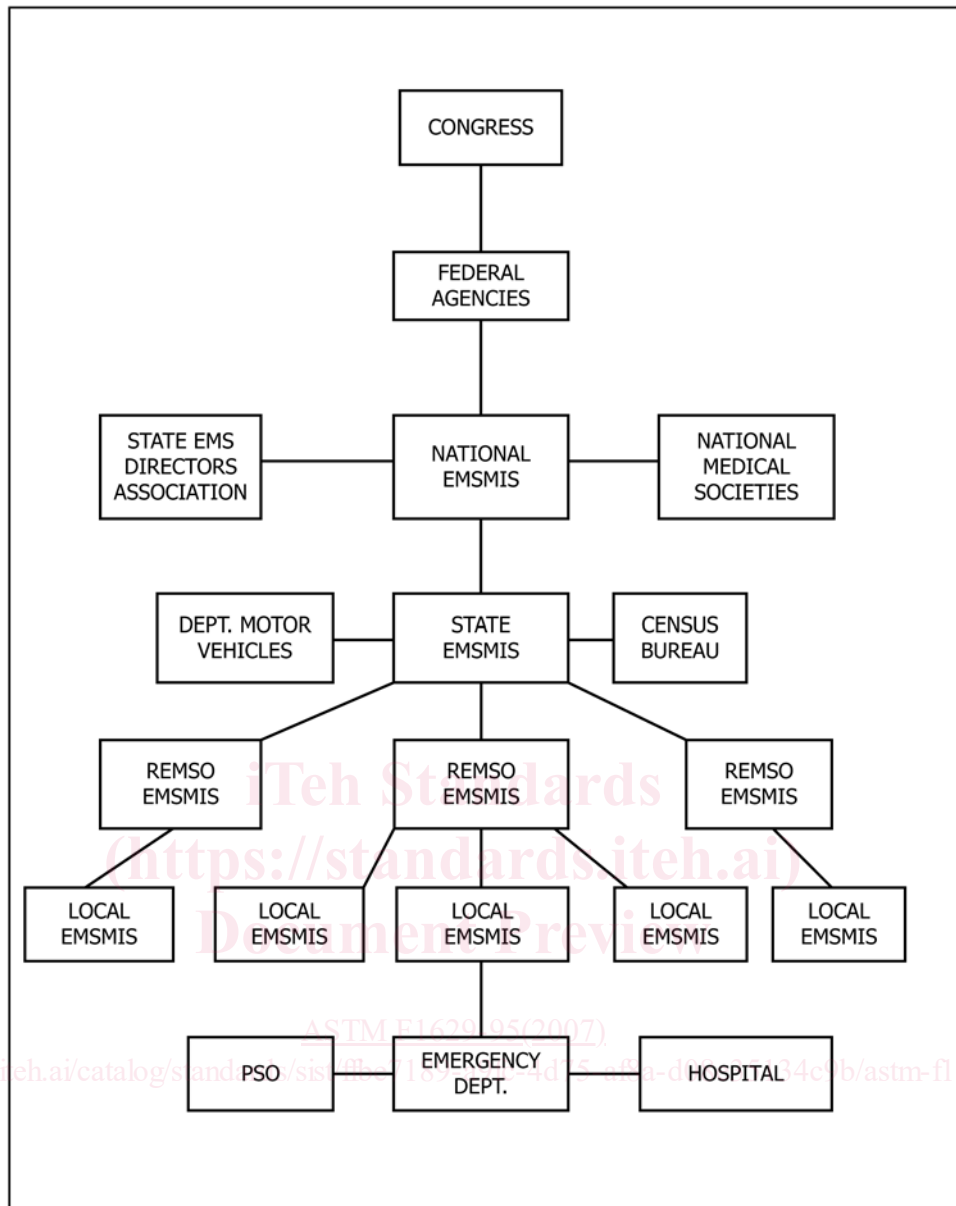 CONGRESS
FEDERAL
AGENCIES
STATE EMS
DIRECTORS
ASSOCIATION
NATIONAL
EMSMIS
NATIONAL
MEDICAL
SOCIETIES
DEPT. MOTOR
VEHICLES
STATE
EMSMIS
CENSUS
BUREAU
REMSO
EMSMIS
REMSO
EMSMIS
REMSO
EMSMIS
iTeh Standards
(https://standards.iteh.ai)
LOCAL
EMSMIS
LOCAL
EMSMIS
LOCAL
EMSMIS
LOCAL
EMSMIS
LOCAL
EMSMIS
Document Preview
ASTM F1629-95(2007)
PSO
EMERGENCY
DEPT.
HOSPITAL